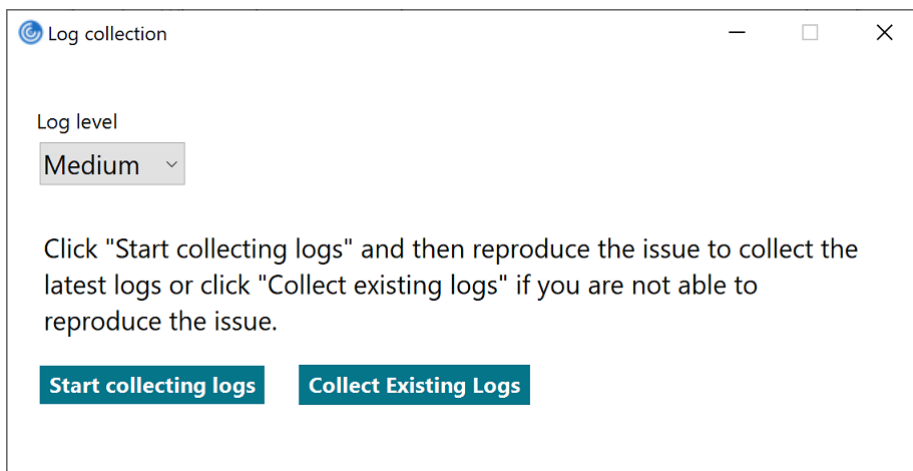 Log collection
Log level
Medium
Click "Start collecting logs" and then reproduce the issue to collect the
latest logs or click "Collect existing logs" if you are not able to
reproduce the issue.
Start collecting logs
Collect Existing Logs